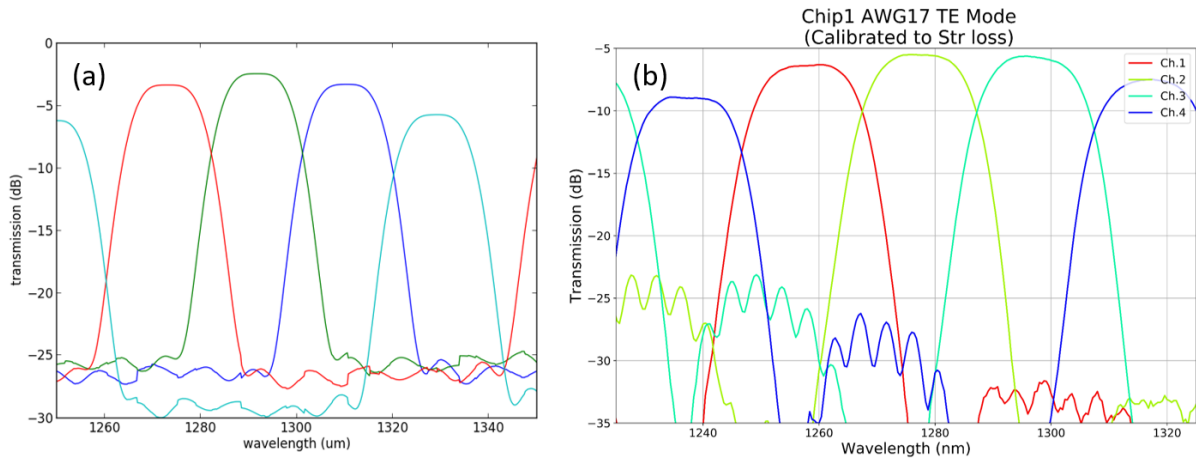 (a)
0
−5
−10
−15
−20
−25
−30
transmission (dB)
1260
1280
1300
1320
1340
wavelength (um)
Chip1 AWG17 TE Mode
(Calibrated to Str loss)
(b)
Ch.1
Ch.2
Ch.3
Ch.4
−5
−10
−15
−20
−25
−30
−35
Transmission (dB)
1240
1260
1280
1300
1320
Wavelength (nm)